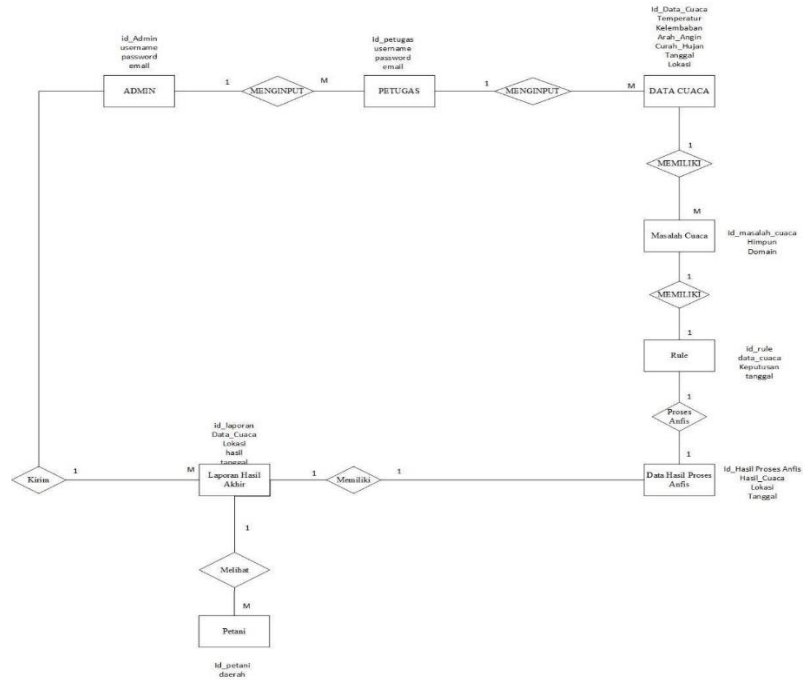 Id_Data_Cuaca
Temperatur
Kelembaban
Arah_Angin
Curah_Hujan
Tanggal
Lokasi
id_Admin
username
password
email
Id_petugas
username
password
email
ADMIN
1
MENGINPUT
M
PETUGAS
1
MENGINPUT
M
DATA CUACA
1
MEMILIKI
M
Masalah Cuaca
Id_masalah_cuaca
Himpun
Domain
1
MEMILIKI
1
Rule
id_rule
data_cuaca
Keputusan
tanggal
1
Proses
Anfis
1
Data Hasil Proses
Anfis
Id_Hasil Proses Anfis
Hasil_Cuaca
Lokasi
Tanggal
id_laporan
Data_Cuaca
Lokasi
hasil
tanggal
Kirim
1
M
Laporan Hasil
Akhir
1
Memiliki
1
1
Melihat
M
Petani
Id_petani
daerah